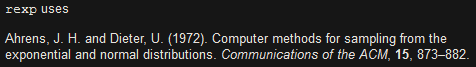 rexp uses
Ahrens, J. H. and Dieter, U. (1972). Computer methods for sampling from the
exponential and normal distributions. Communications of the ACM, 15, 873–882.